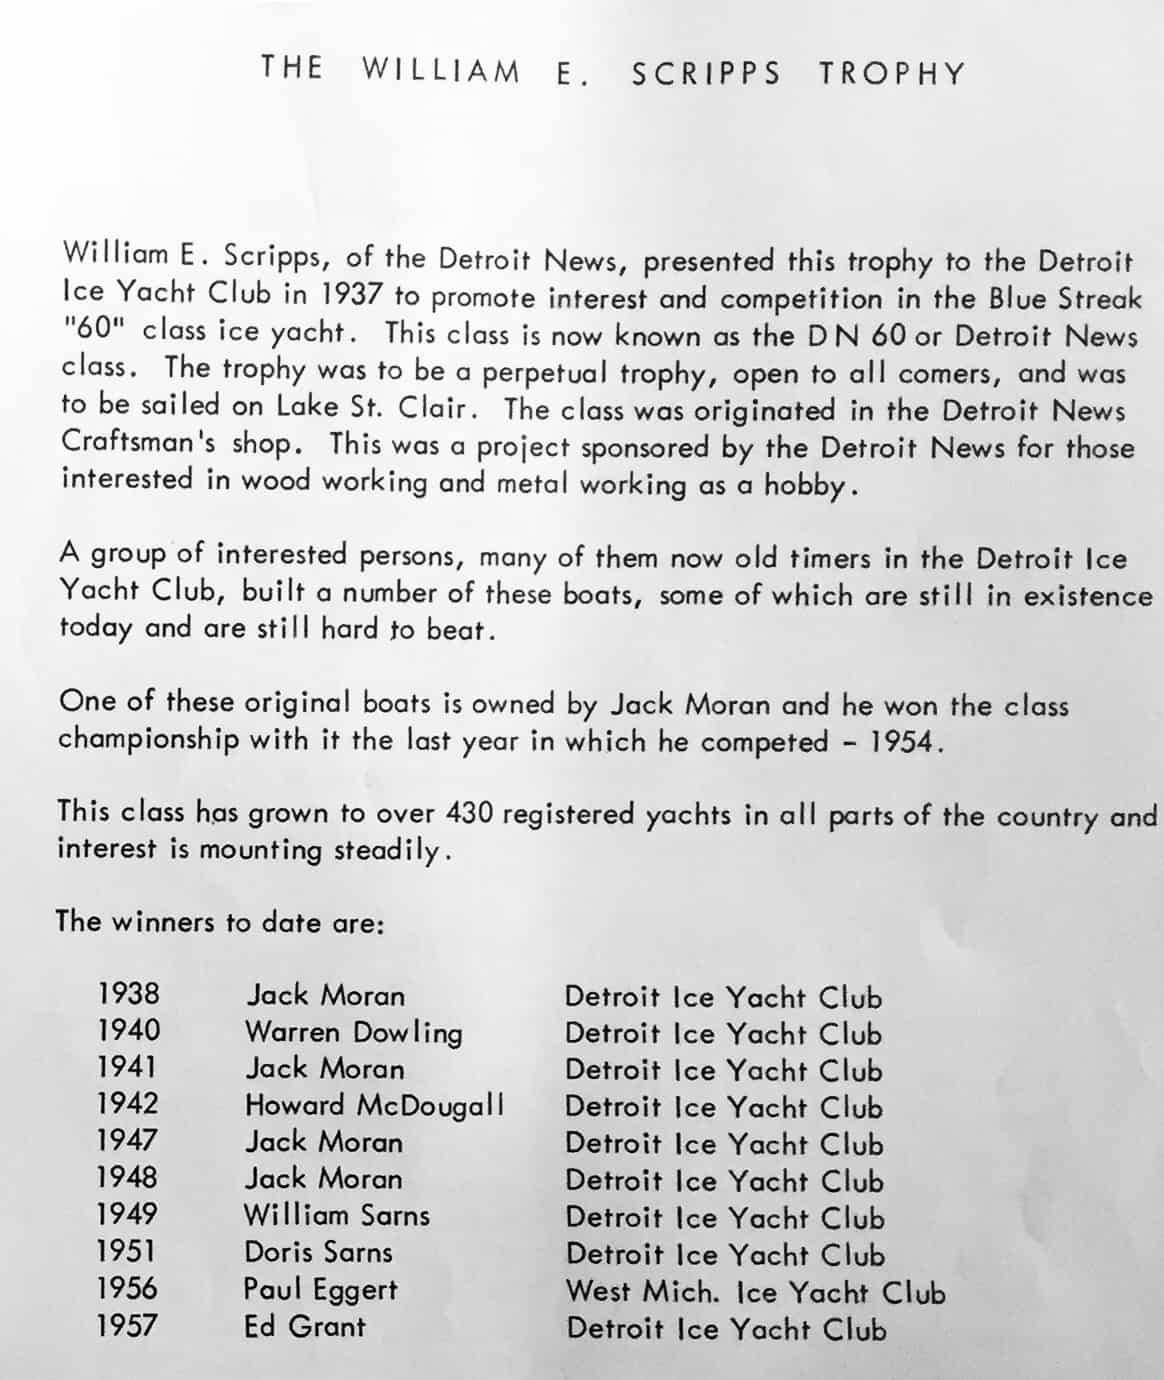 THE WILLIAM E. SCRIPPS TROPHY
William E. Scripps, of the Detroit News, presented this trophy to the Detroit
Ice Yacht Club in 1937 to promote interest and competition in the Blue Streak
"60" class ice yacht. This class is now known as the DN 60 or Detroit News
class. The trophy was to be a perpetual trophy, open to all comers, and was
to be sailed on Lake St. Clair. The class was originated in the Detroit News
Craftsman's shop. This was a project sponsored by the Detroit News for those
interested in wood working and metal working as a hobby.
A group of interested persons, many of them now old timers in the Detroit Ice
Yacht Club, built a number of these boats, some of which are still in existence
today and are still hard to beat.
One of these original boats is owned by Jack Moran and he won the class
championship with it the last year in which he competed - 1954.
This class has grown to over 430 registered yachts in all parts of the country and
interest is mounting steadily.
The winners to date are:
1938 Jack Moran Detroit Ice Yacht Club
1940 Warren Dowling Detroit Ice Yacht Club
1941 Jack Moran Detroit Ice Yacht Club
1942 Howard McDougall Detroit Ice Yacht Club
1947 Jack Moran Detroit Ice Yacht Club
1948 Jack Moran Detroit Ice Yacht Club
1949 William Sarns Detroit Ice Yacht Club
1951 Doris Sarns Detroit Ice Yacht Club
1956 Paul Eggert West Mich. Ice Yacht Club
1957 Ed Grant Detroit Ice Yacht Club